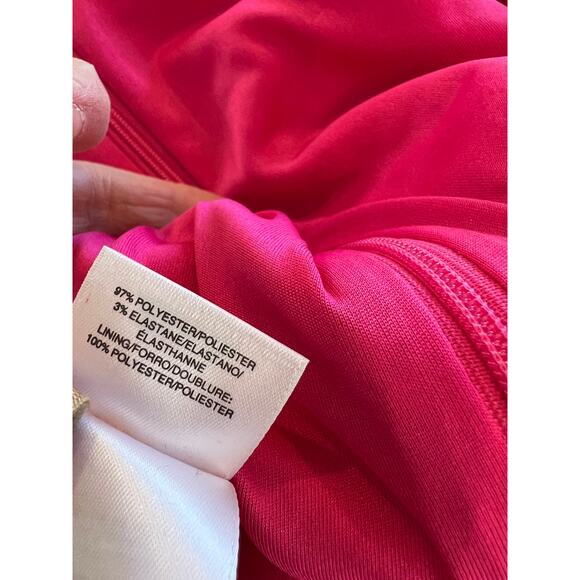 97% POLYESTER/POLIESTER
3% ELASTANE/ELASTANO/
ÉLASTHANNE
LINING/FORRO/DOUBLURE:
100% POLYESTER/POLIESTER